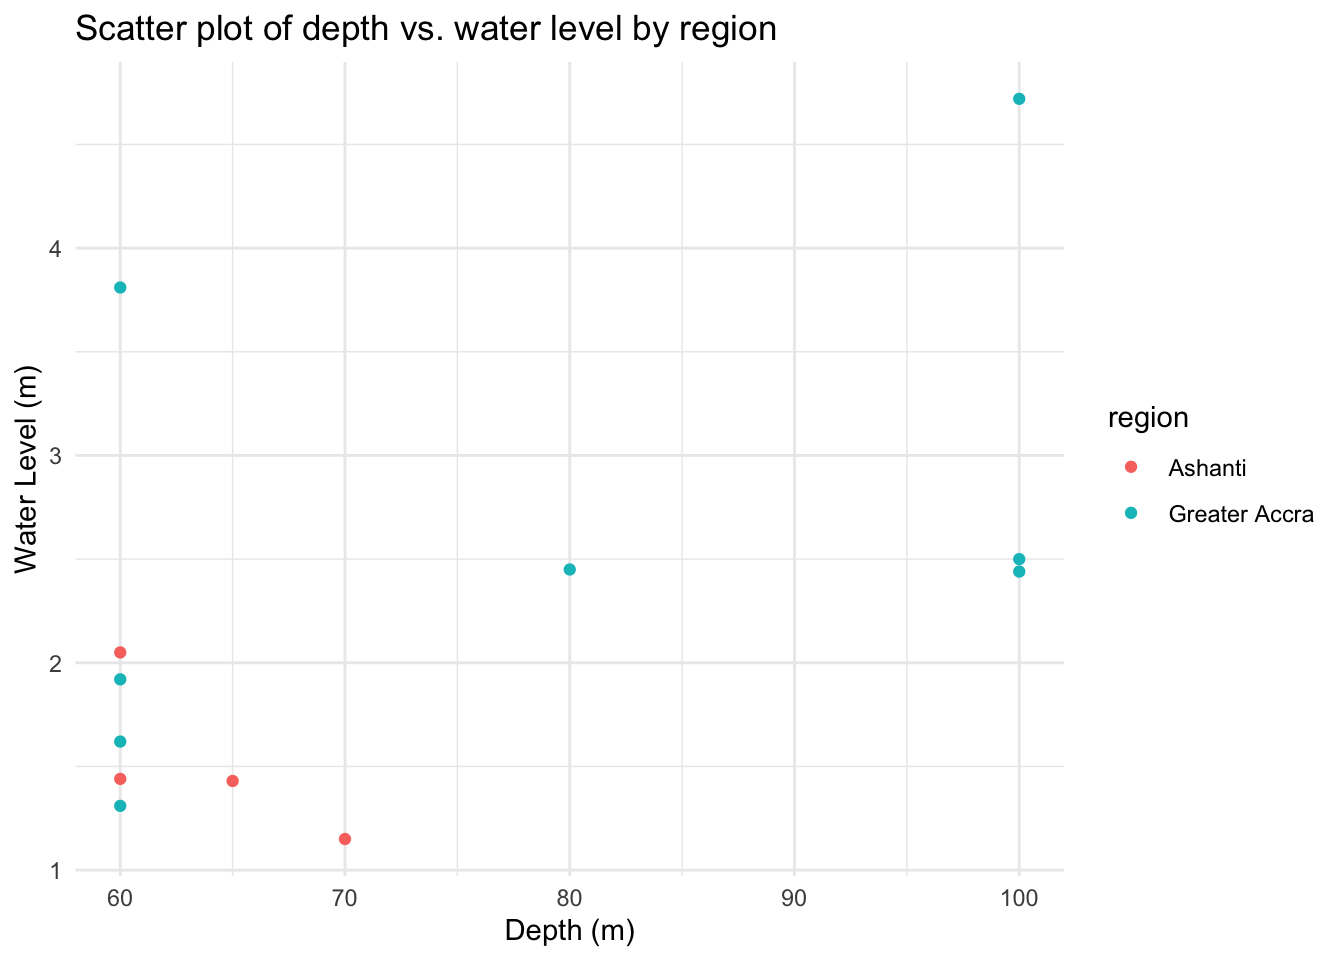 Scatter plot of depth vs. water level by region
Water Level (m)
4
3
2
1
60 70 80 90 100
Depth (m)
region
Ashanti
Greater Accra